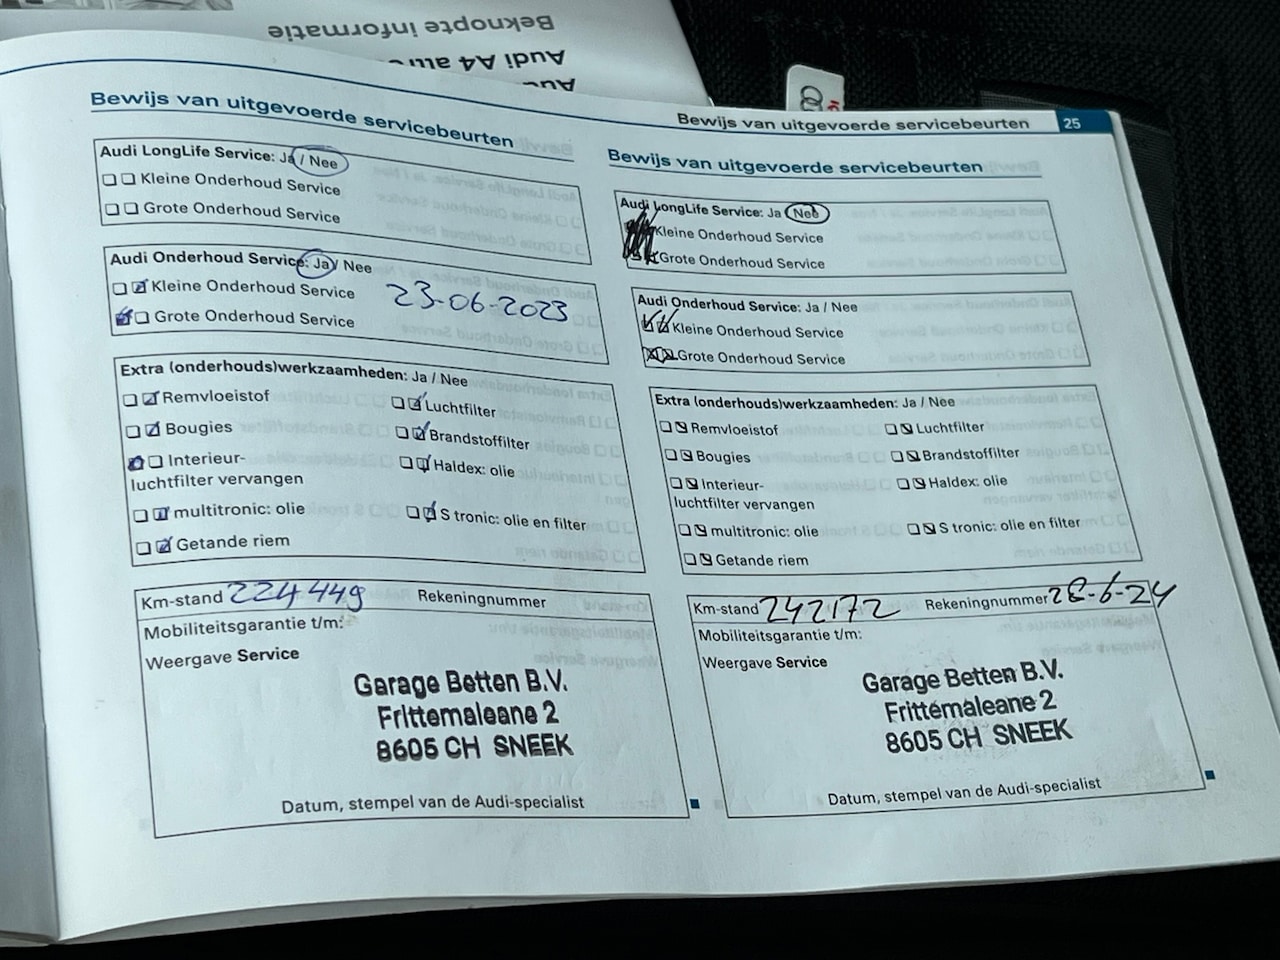 Beknopte informatie
Audi A4
Bewijs van uitgevoerde servicebeurten
Audi LongLife Service: Ja / Nee
Kleine Onderhoud Service
Grote Onderhoud Service
Audi Onderhoud Service: Ja / Nee
Kleine Onderhoud Service 23-06-2023
Grote Onderhoud Service
Extra (onderhouds)werkzaamheden: Ja / Nee
Remvloeistof Luchtfilter
Bougies Brandstoffilter
Interieur- Haldex: olie
luchtfilter vervangen
multitronic: olie S tronic: olie en filter
Getande riem
Km-stand 224449 Rekeningnummer
Mobiliteitsgarantie t/m:
Weergave Service
Garage Betten B.V.
Frittemaleane 2
8605 CH SNEEK
Datum, stempel van de Audi-specialist
Bewijs van uitgevoerde servicebeurten 25
Bewijs van uitgevoerde servicebeurten
Audi LongLife Service: Ja Nee
Kleine Onderhoud Service
Grote Onderhoud Service
Audi Onderhoud Service: Ja / Nee
Kleine Onderhoud Service
Grote Onderhoud Service
Extra (onderhouds)werkzaamheden: Ja / Nee
Remvloeistof Luchtfilter
Bougies Brandstoffilter
Interieur- Haldex: olie
luchtfilter vervangen
multitronic: olie S tronic: olie en filter
Getande riem
Km-stand 242172 Rekeningnummer 28-6-24
Mobiliteitsgarantie t/m:
Weergave Service
Garage Betten B.V.
Frittemaleane 2
8605 CH SNEEK
Datum, stempel van de Audi-specialist